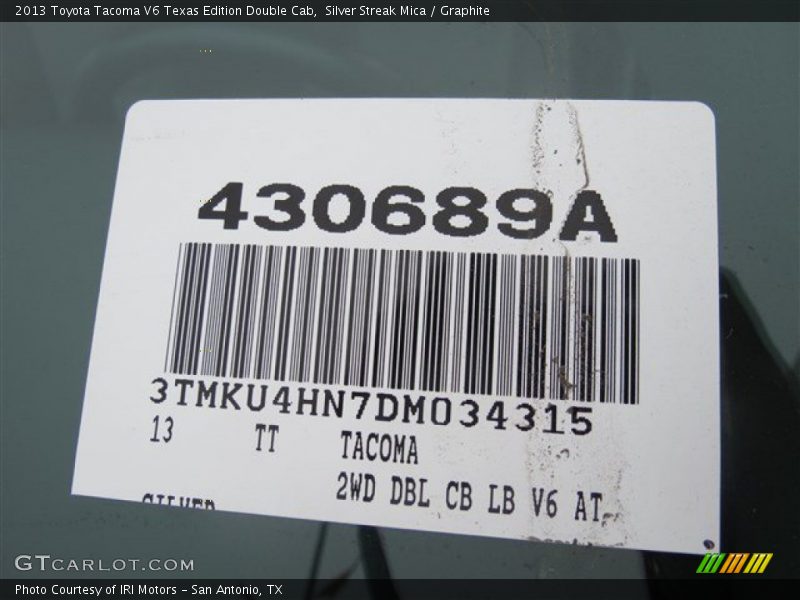 2013 Toyota Tacoma V6 Texas Edition Double Cab,  Silver Streak Mica / Graphite
430689A
3TMKU4HN7DM034315
13 TT TACOMA
2WD DBL CB LB V6 AT
SILVER
GTCARLOT.COM
Photo Courtesy of IRI Motors - San Antonio, TX